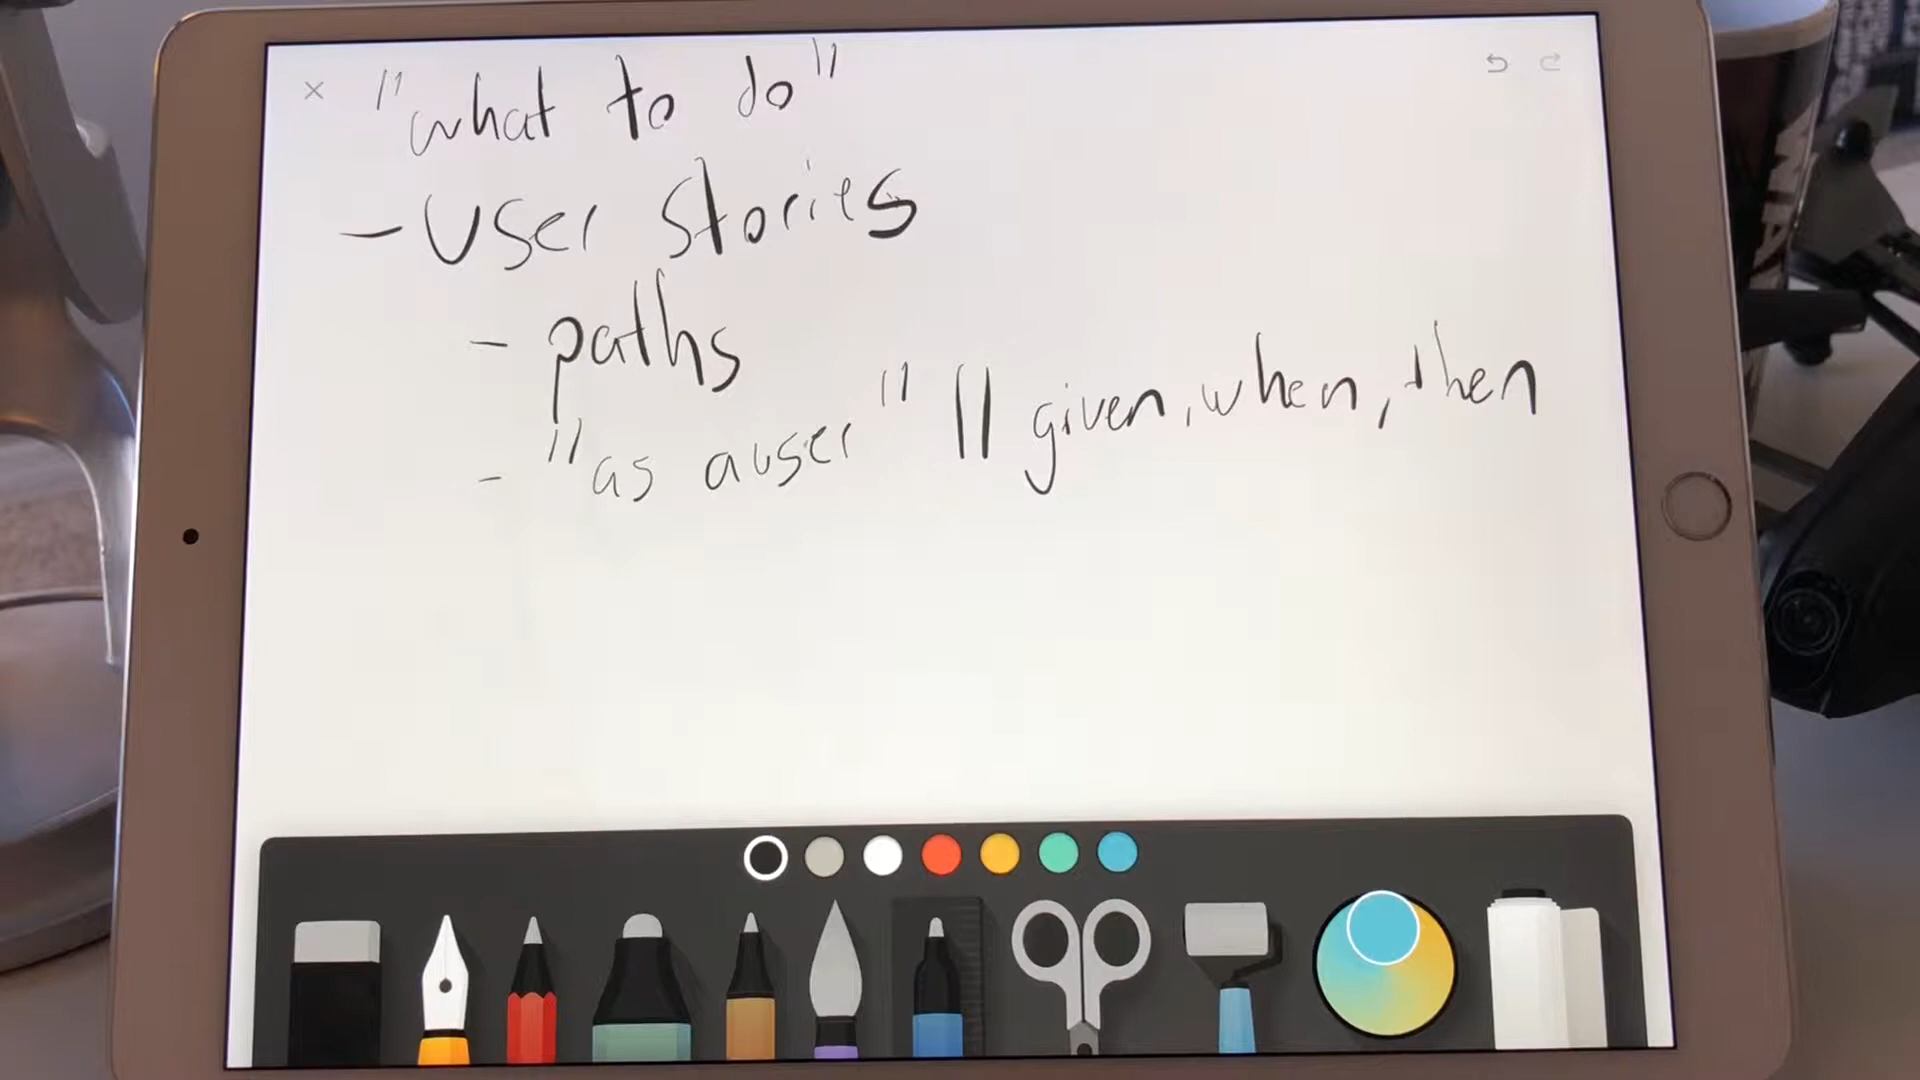 "what to do"
- User stories
- paths
- "as a user" || given, when, then